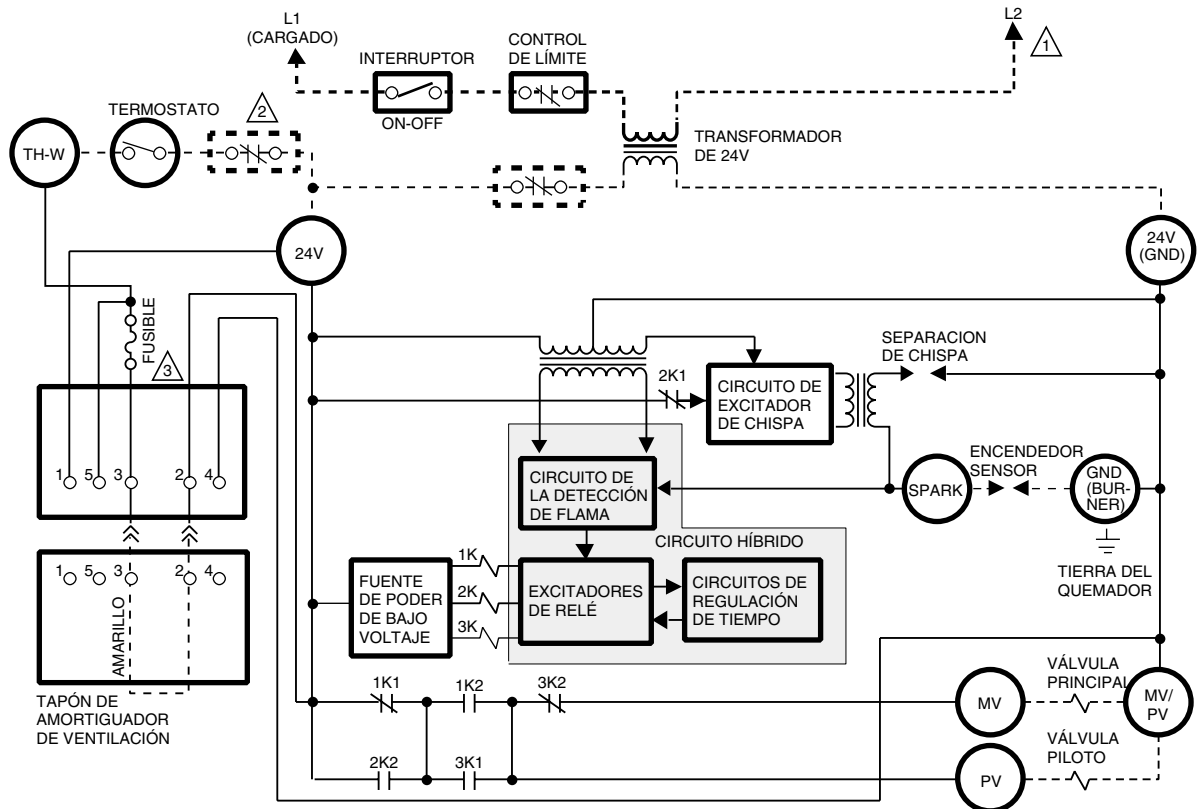 L1
(CARGADO)
INTERRUPTOR
ON-OFF
CONTROL
DE LÍMITE
L2
1
TERMOSTATO
2
TH-W
TRANSFORMADOR
DE 24V
24V
24V
(GND)
FUSIBLE
3
2K1
CIRCUITO DE
EXCITADOR
DE CHISPA
SEPARACION
DE CHISPA
1 5 3 2 4
CIRCUITO DE
LA DETECCIÓN
DE FLAMA
SPARK
ENCENDEDOR
SENSOR
GND
(BUR-
NER)
TIERRA DEL
QUEMADOR
CIRCUITO HÍBRIDO
1 5 3 2 4
AMARILLO
TAPÓN DE
AMORTIGUADOR
DE VENTILACIÓN
FUENTE
DE PODER
DE BAJO
VOLTAJE
1K
2K
3K
EXCITADORES
DE RELÉ
CIRCUITOS DE
REGULACIÓN
DE TIEMPO
1K1
1K2
3K2
MV
VÁLVULA
PRINCIPAL
MV/
PV
2K2
3K1
PV
VÁLVULA
PILOTO